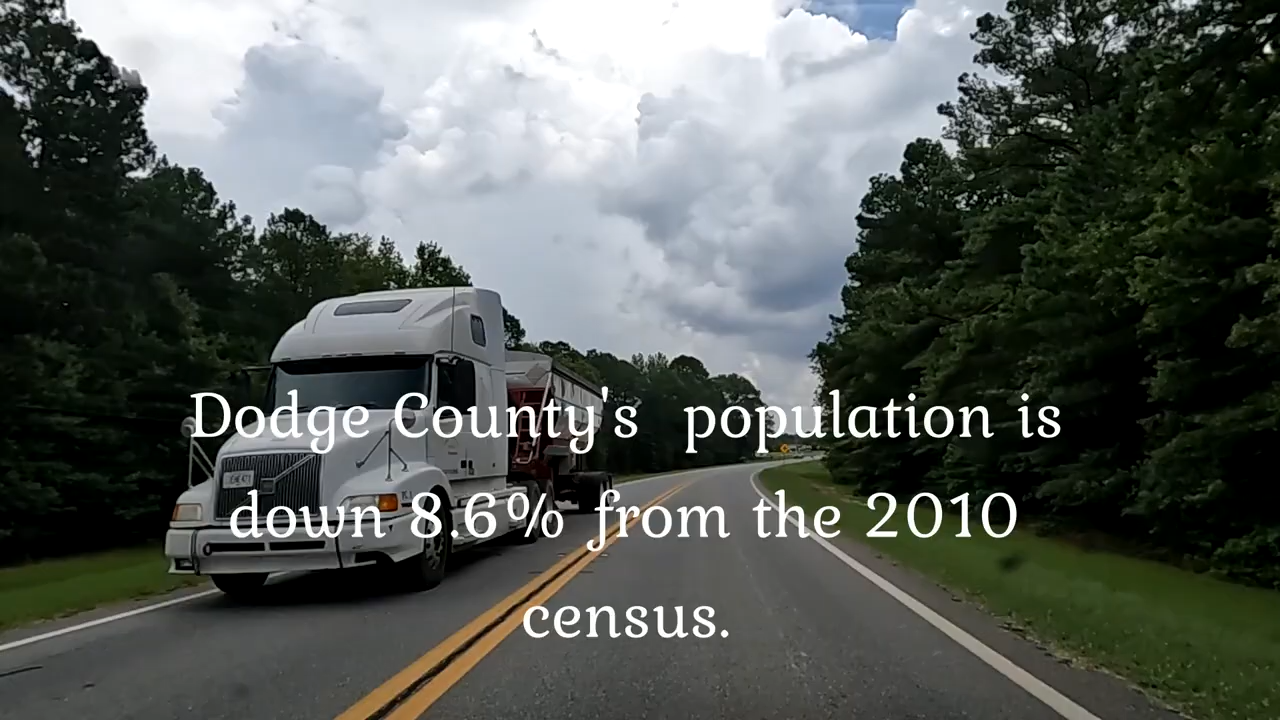 Dodge County's population is
down 8.6% from the 2010
census.